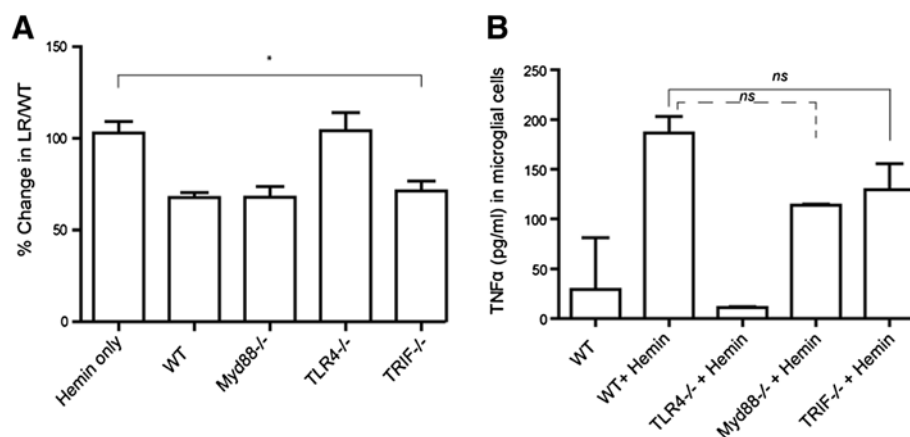 A
% Change in LR/WT
150
100
50
0
*
Hemin only
WT
Myd88-/-
TLR4-/-
TRIF-/-
B
TNFα (pg/ml) in microglial cells
250
200
150
100
50
0
ns
ns
WT
WT+ Hemin
TLR4-/- + Hemin
Myd88-/- + Hemin
TRIF-/- + Hemin